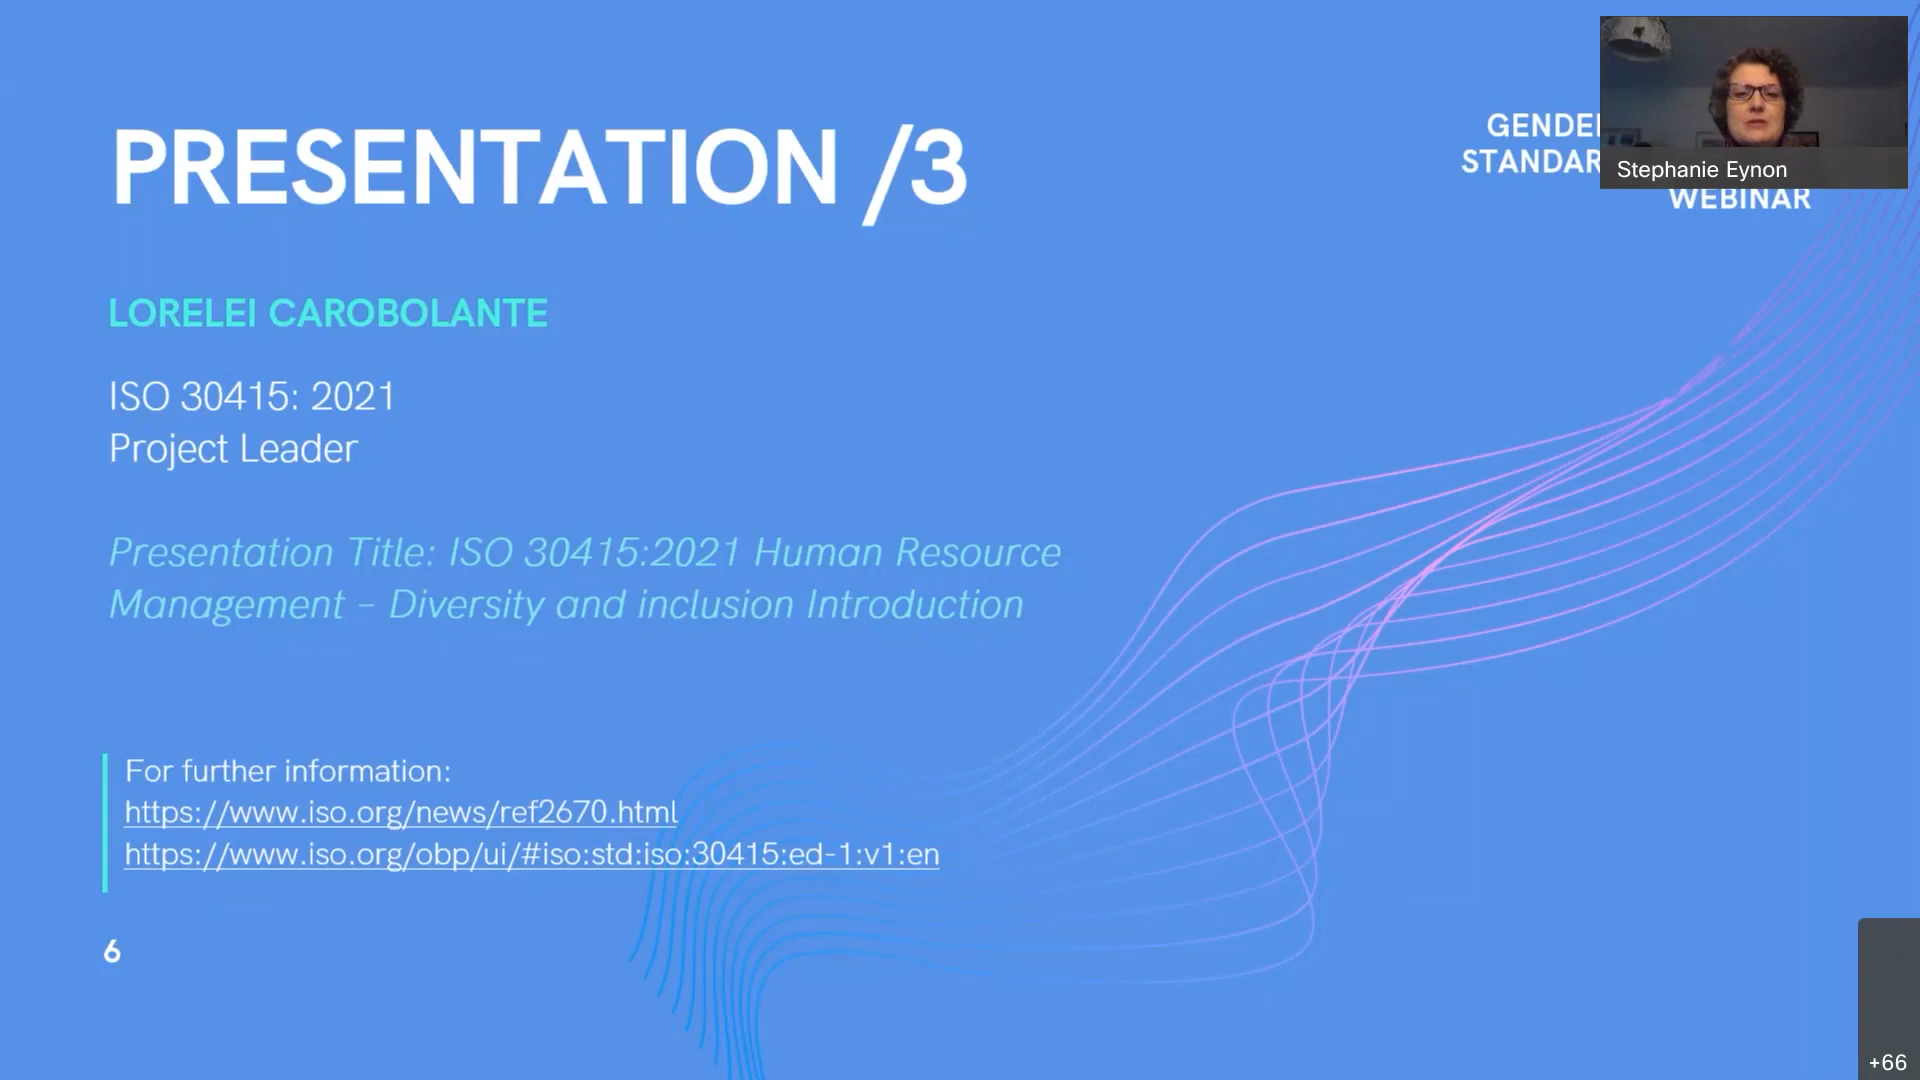 PRESENTATION /3
GENDE
STANDAR
WEBINAR
Stephanie Eynon
LORELEI CAROBOLANTE
ISO 30415: 2021
Project Leader
Presentation Title: ISO 30415:2021 Human Resource
Management – Diversity and inclusion Introduction
For further information:
https://www.iso.org/news/ref2670.html
https://www.iso.org/obp/ui/#iso:std:iso:30415:ed-1:v1:en
6
+66